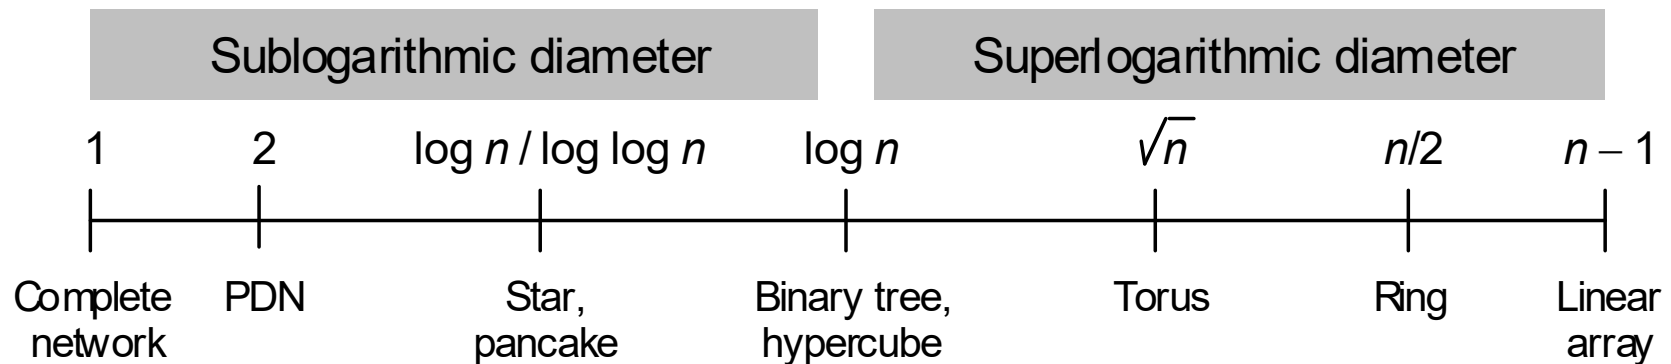 Sublogarithmic diameter
Superlogarithmic diameter
1
2
log n / log log n
log n
√n
n/2
n – 1
Complete
network
PDN
Star,
pancake
Binary tree,
hypercube
Torus
Ring
Linear
array